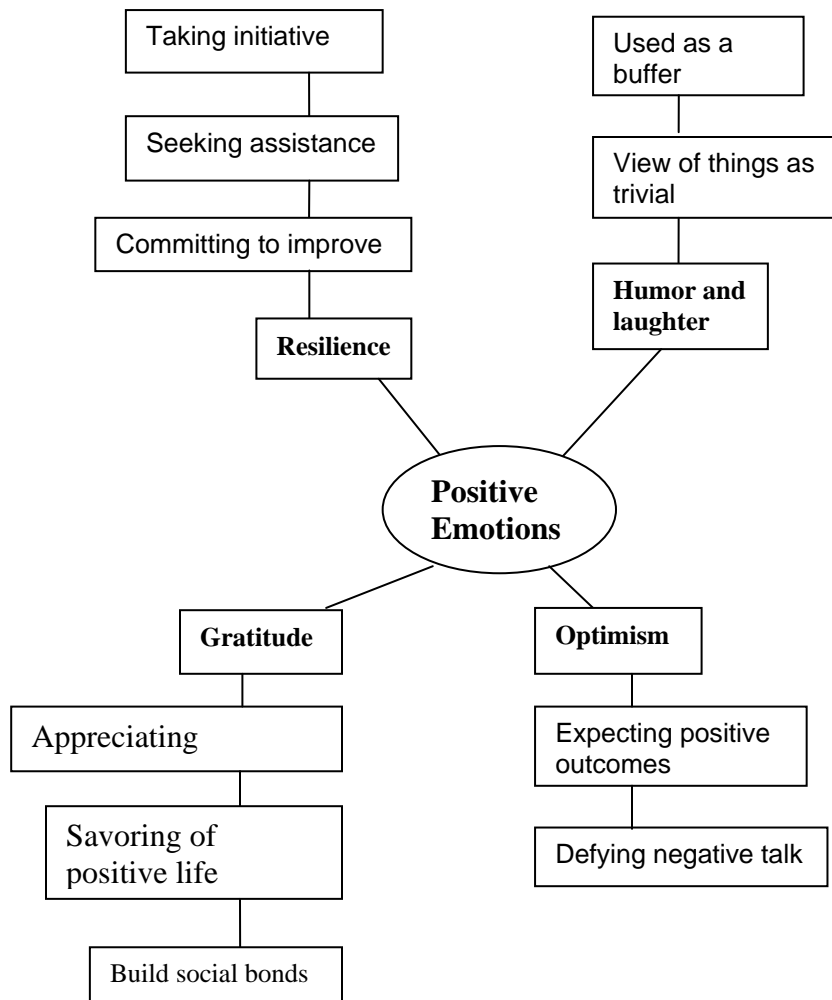 Taking initiative
Seeking assistance
Committing to improve
Resilience
Used as a
buffer
View of things as
trivial
Humor and
laughter
Positive
Emotions
Gratitude
Appreciating
Savoring of
positive life
Build social bonds
Optimism
Expecting positive
outcomes
Defying negative talk